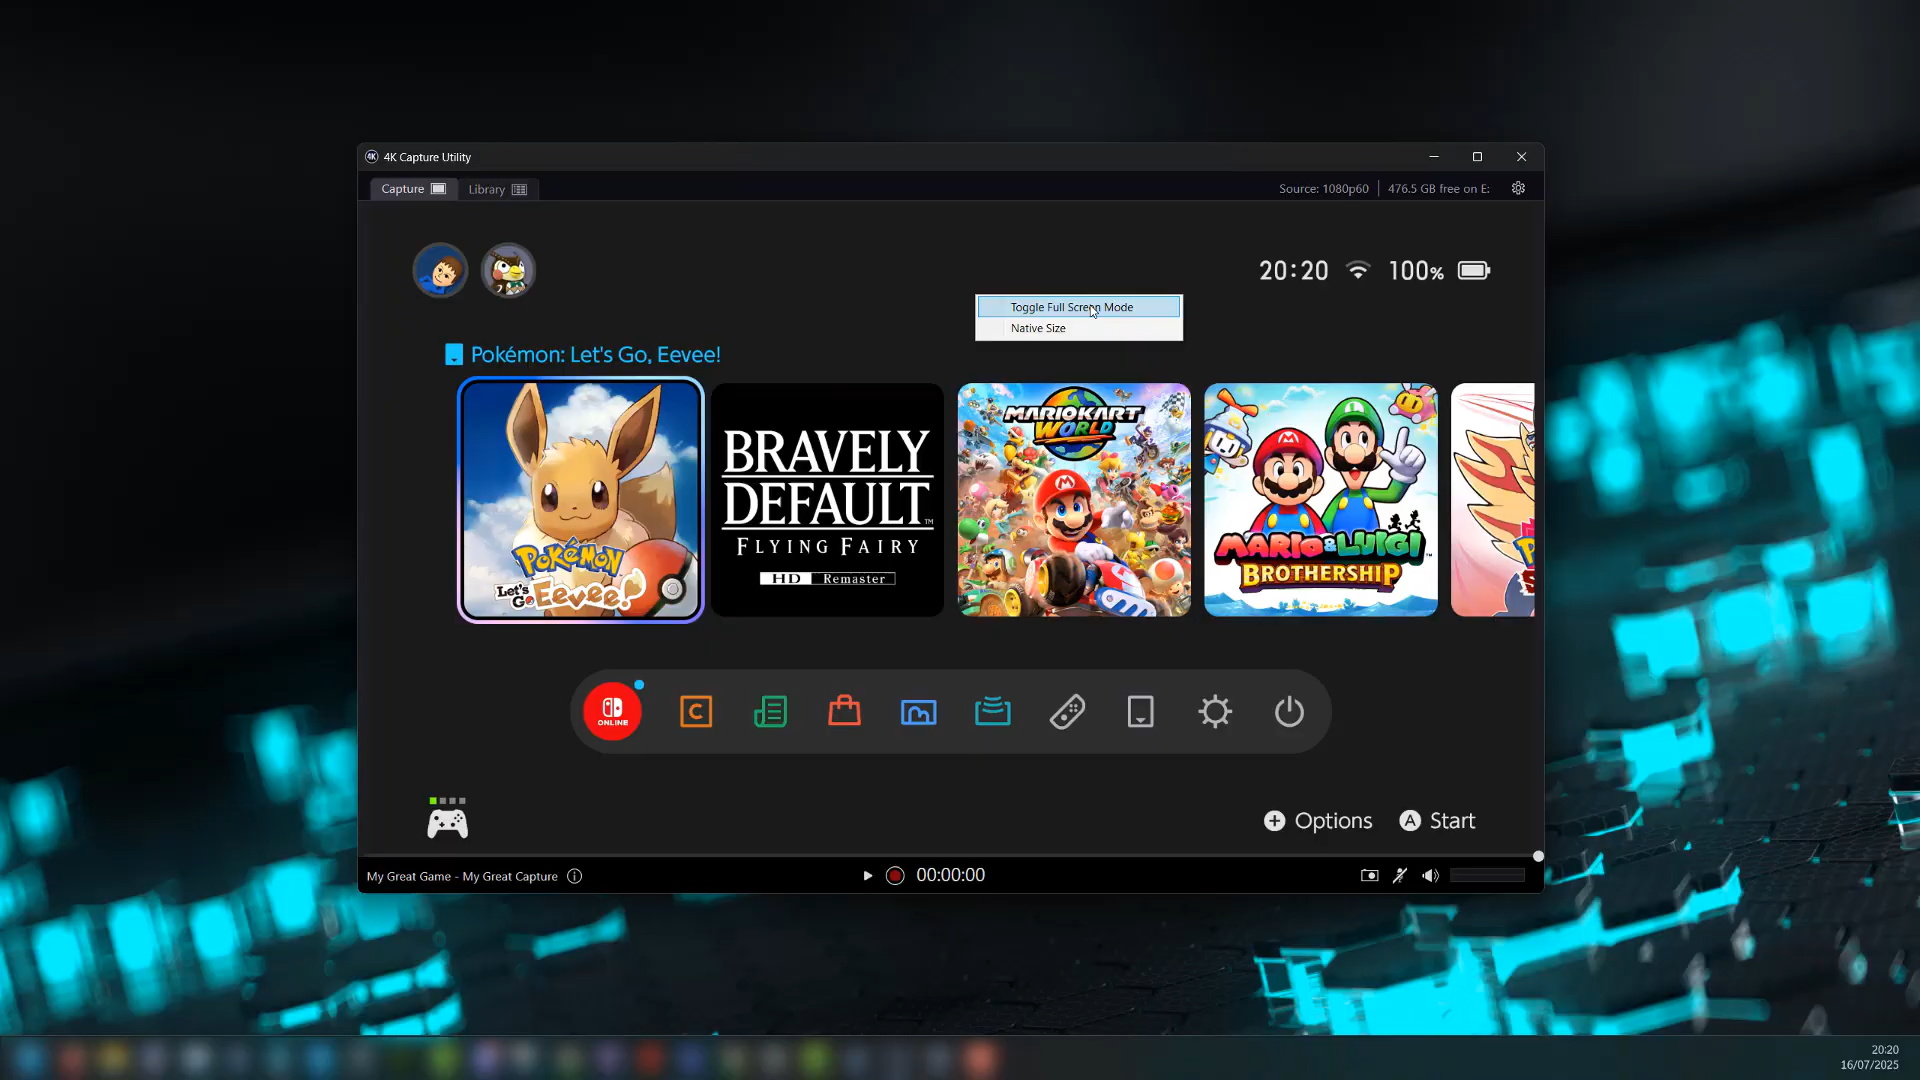 4K Capture Utility
Capture
Library
Source: 1080p60
476.5 GB free on E:
20:20
100%
Toggle Full Screen Mode
Native Size
Pokémon: Let's Go, Eevee!
POKéMON
Let's Go
Eevee!
BRAVELY
DEFAULT™
FLYING FAIRY
HD Remaster
MARIOKART
WORLD
MARIO & LUIGI™
BROTHERSHIP
ONLINE
C
+ Options
A Start
My Great Game - My Great Capture
00:00:00
20:20
16/07/2025